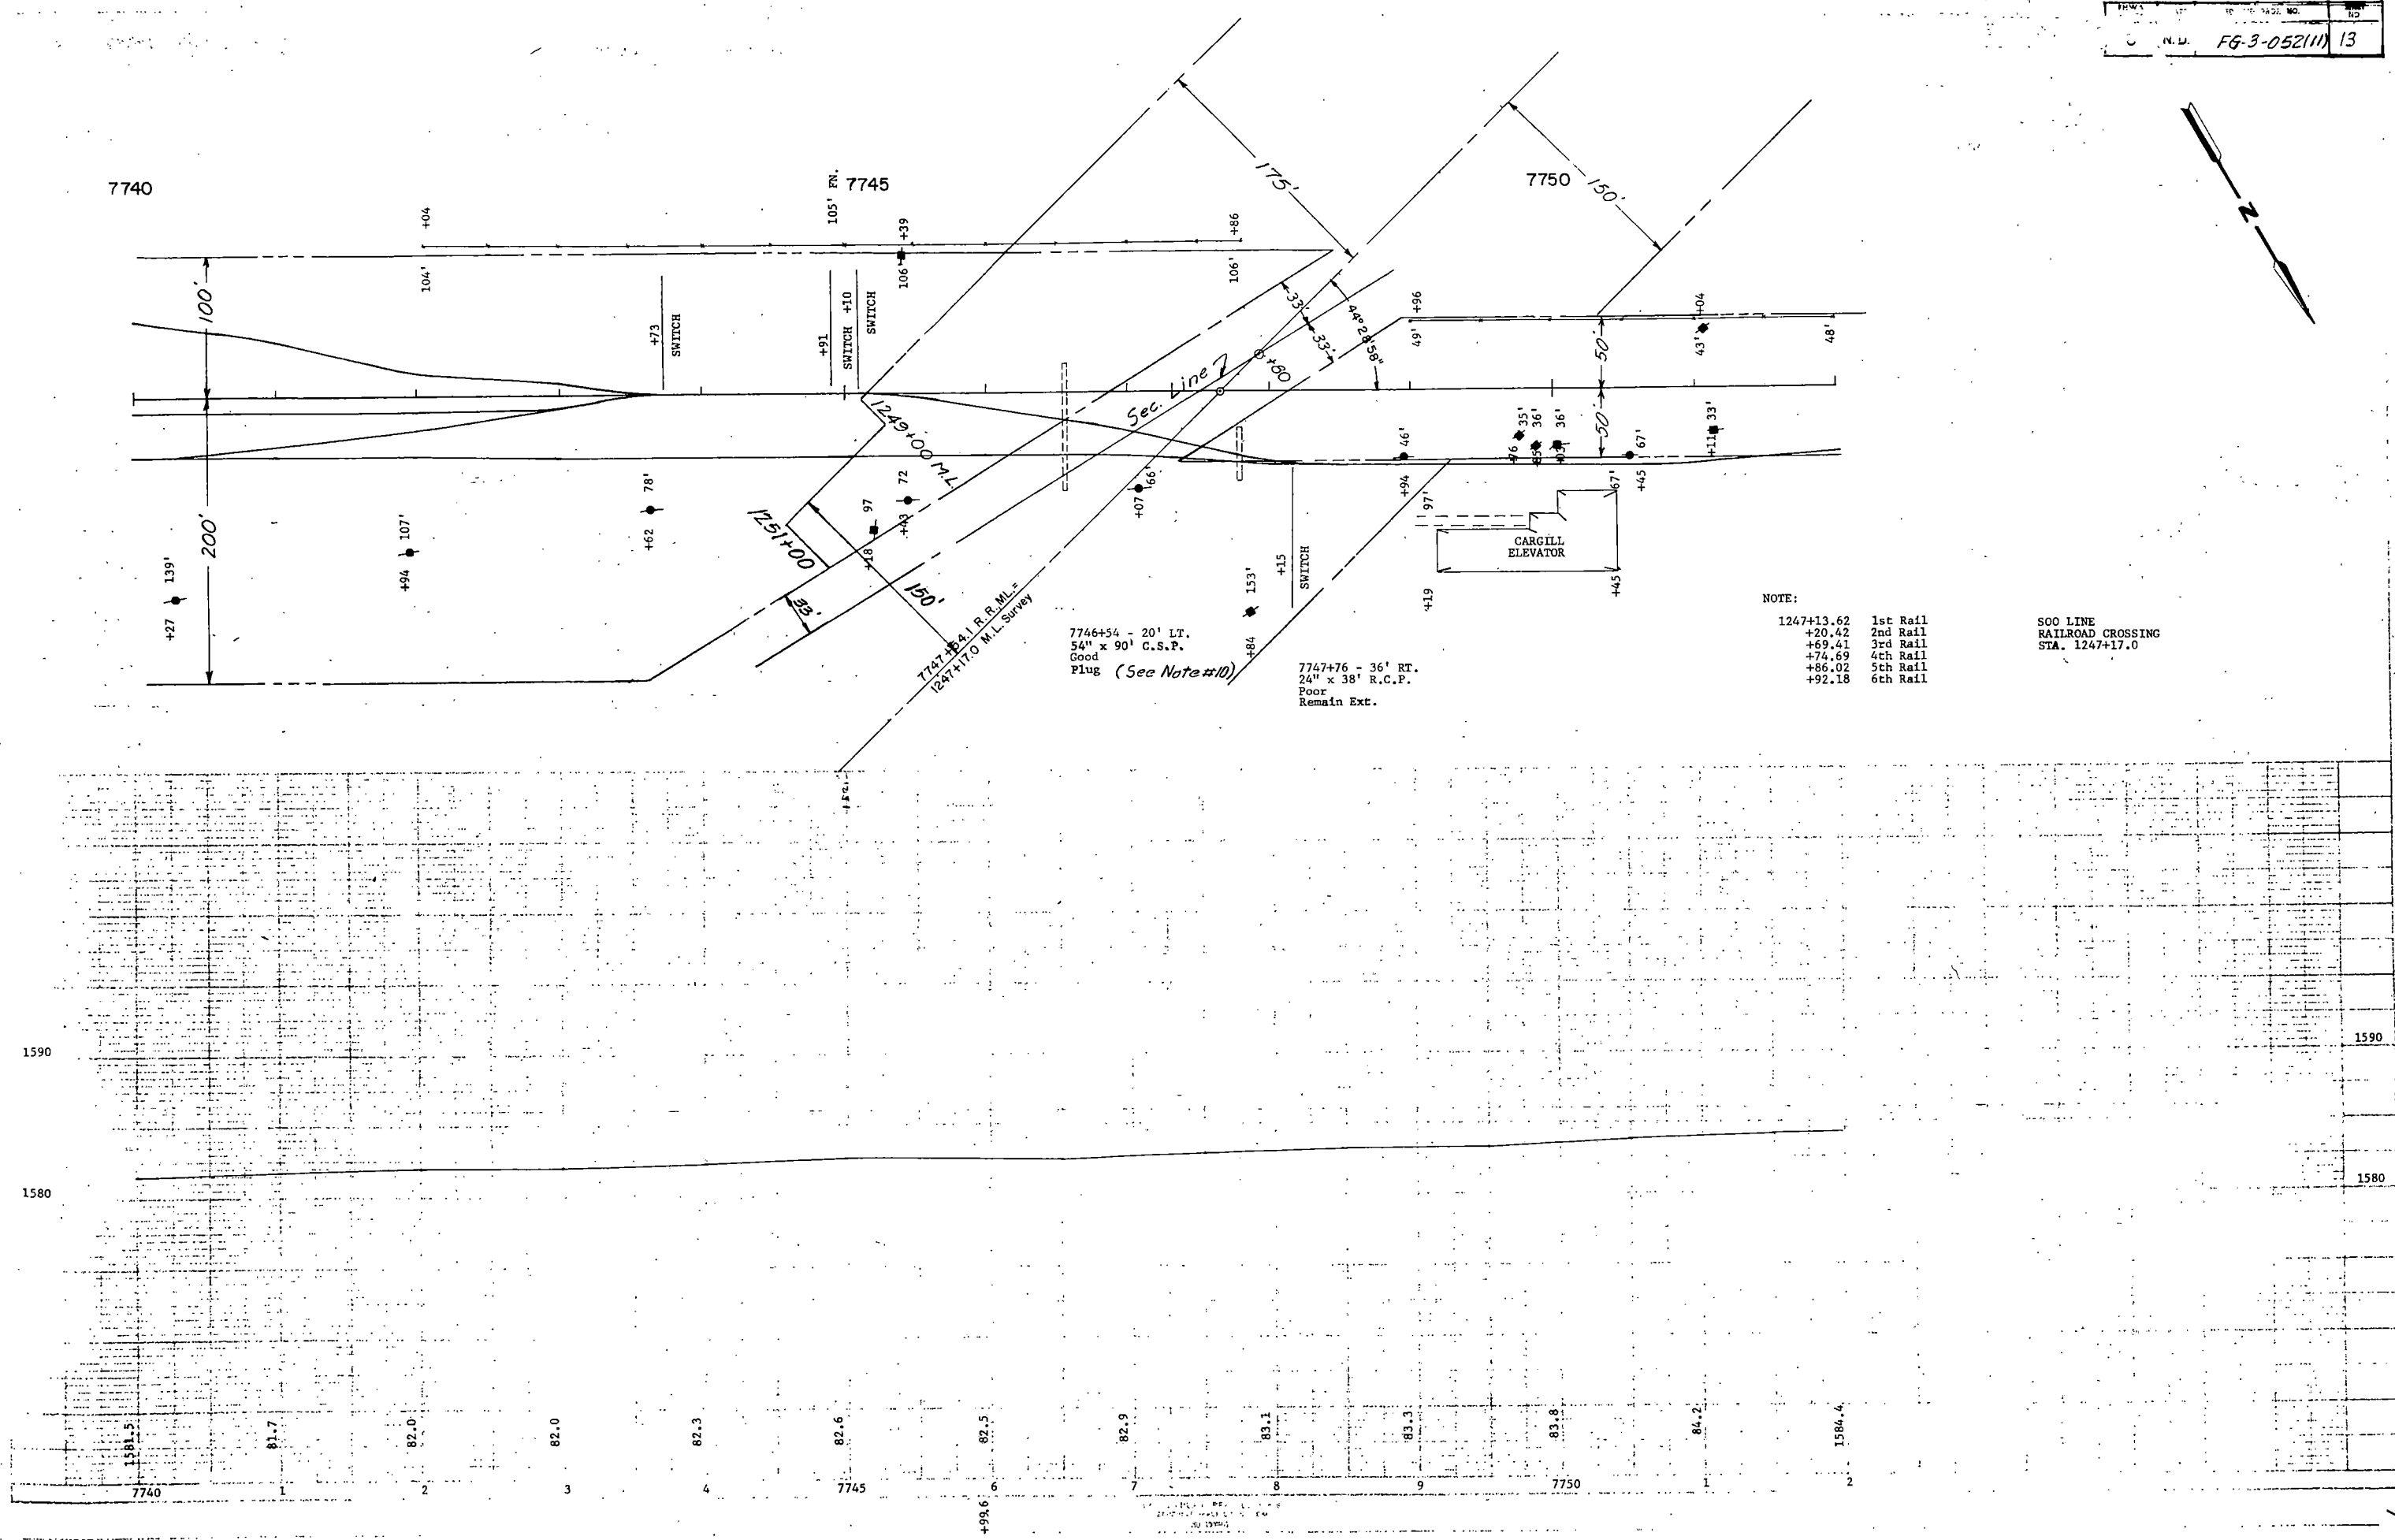 N.D. FG-3-052(11) 13
N
7740
7745
7750
105' FN.
+04
+39
+86
104'
106'
106'
175'
150'
100'
200'
+73
SWITCH
+91
SWITCH
+10
SWITCH
33'
33'
44° 28'58"
+80
Sec. Line
+96
49'
+04
43'
48'
50'
50'
1249+00 M.L.
1251+00
+27 139'
+94 107'
+62 78'
+18 97
+43 72
33'
150'
7747+54.1 R.R. M.L.=
1247+17.0 M.L. Survey
+07 66'
+84 153'
+15
SWITCH
+94 46'
+76 35'
36'
36'
67'
+45
+11 33'
97'
67'
CARGILL
ELEVATOR
+19
+45
7746+54 - 20' LT.
54" x 90' C.S.P.
Good
Plug (See Note #10)
7747+76 - 36' RT.
24" x 38' R.C.P.
Poor
Remain Ext.
NOTE:
1247+13.62 1st Rail
+20.42 2nd Rail
+69.41 3rd Rail
+74.69 4th Rail
+86.02 5th Rail
+92.18 6th Rail
SOO LINE
RAILROAD CROSSING
STA. 1247+17.0
1590
1590
1580
1580
1581.5
81.7
82.0
82.0
82.3
82.6
82.5
82.9
83.1
83.3
83.8
84.2
1584.4
7740 1 2 3 4 7745 6 7 8 9 7750 1 2
+99.6